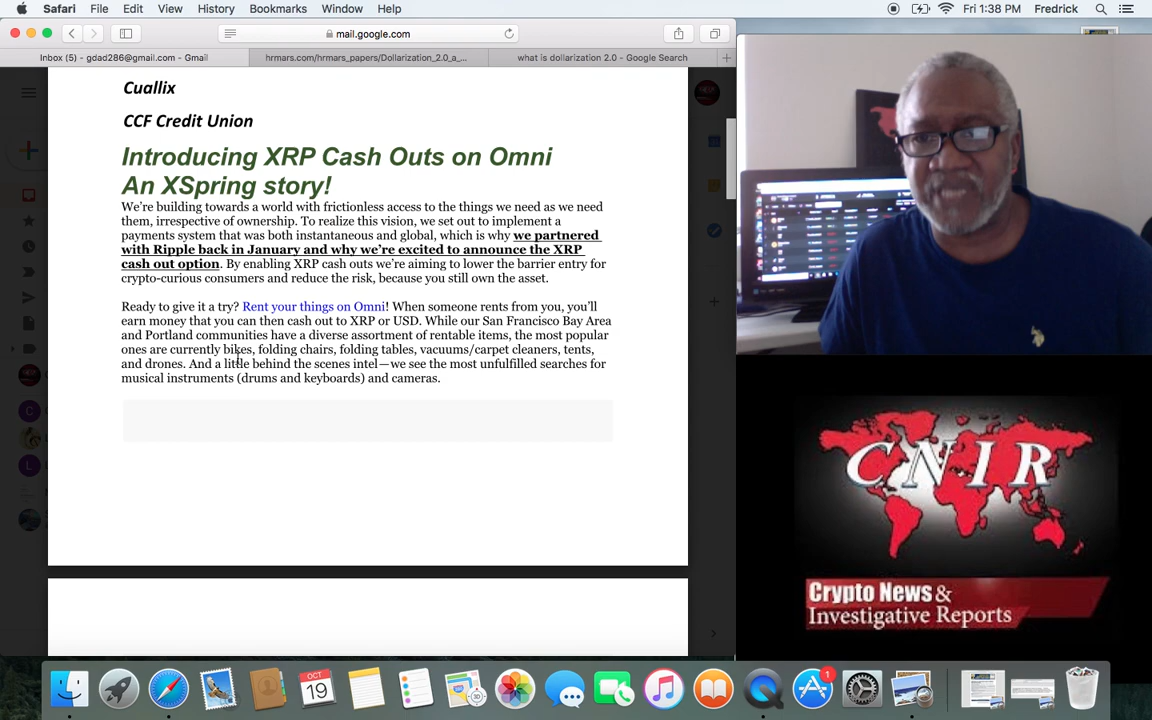 Safari File Edit View History Bookmarks Window Help
Fri 1:38 PM Fredrick
mail.google.com
Inbox (5) - gdad286@gmail.com - Gmail
hrmars.com/hrmars_papers/Dollarization_2.0_a_...
what is dollarization 2.0 - Google Search
Cuallix
CCF Credit Union
Introducing XRP Cash Outs on Omni
An XSpring story!
We're building towards a world with frictionless access to the things we need as we need
them, irrespective of ownership. To realize this vision, we set out to implement a
payments system that was both instantaneous and global, which is why we partnered
with Ripple back in January and why we're excited to announce the XRP
cash out option. By enabling XRP cash outs we're aiming to lower the barrier entry for
crypto-curious consumers and reduce the risk, because you still own the asset.
Ready to give it a try? Rent your things on Omni! When someone rents from you, you'll
earn money that you can then cash out to XRP or USD. While our San Francisco Bay Area
and Portland communities have a diverse assortment of rentable items, the most popular
ones are currently bikes, folding chairs, folding tables, vacuums/carpet cleaners, tents,
and drones. And a little behind the scenes intel—we see the most unfulfilled searches for
musical instruments (drums and keyboards) and cameras.
CNIR
Crypto News &
Investigative Reports
OCT
19
1
C
L